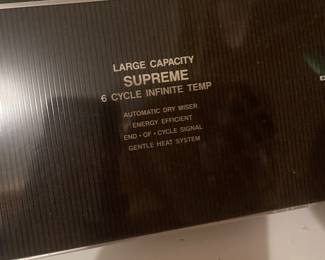 LARGE CAPACITY
SUPREME
6 CYCLE INFINITE TEMP
AUTOMATIC DRY MISER
ENERGY EFFICIENT
END • OF • CYCLE SIGNAL
GENTLE HEAT SYSTEM